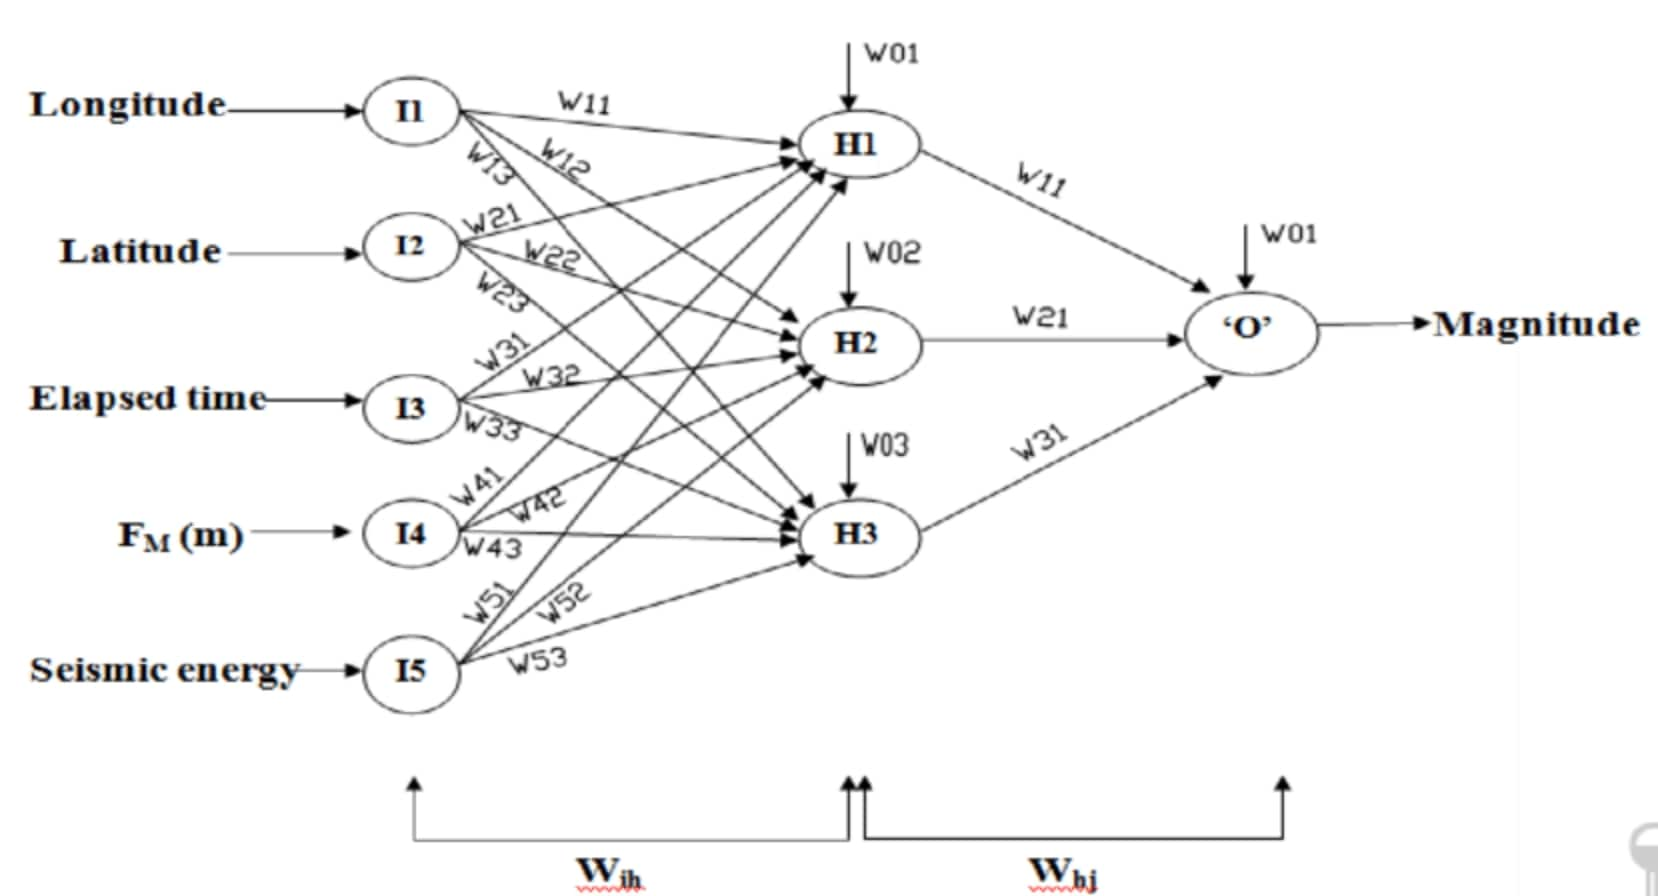 W01
Longitude
I1
W11
H1
W12
W13
W11
W21
Latitude
I2
W22
W02
W01
W23
H2
W21
'O'
Magnitude
W31
W32
Elapsed time
I3
W33
W03
W31
W41
W42
FM (m)
I4
W43
H3
W51
W52
Seismic energy
I5
W53
Wih
Whj